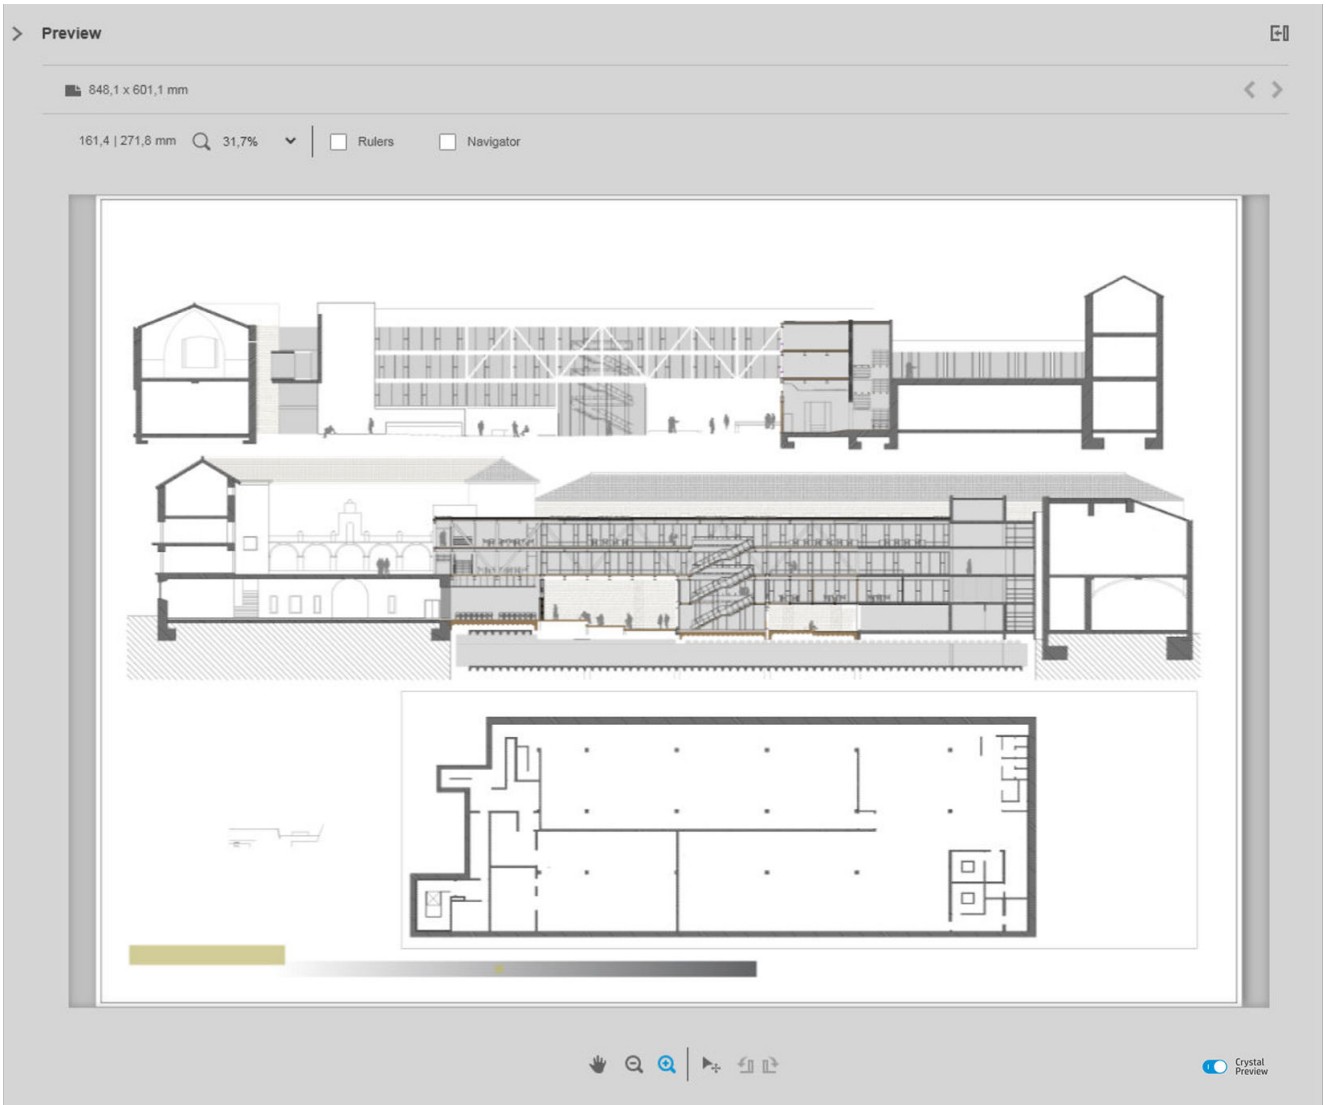 Preview
848,1 x 601,1 mm
161,4 | 271,8 mm 31,7% Rulers Navigator
Crystal
Preview